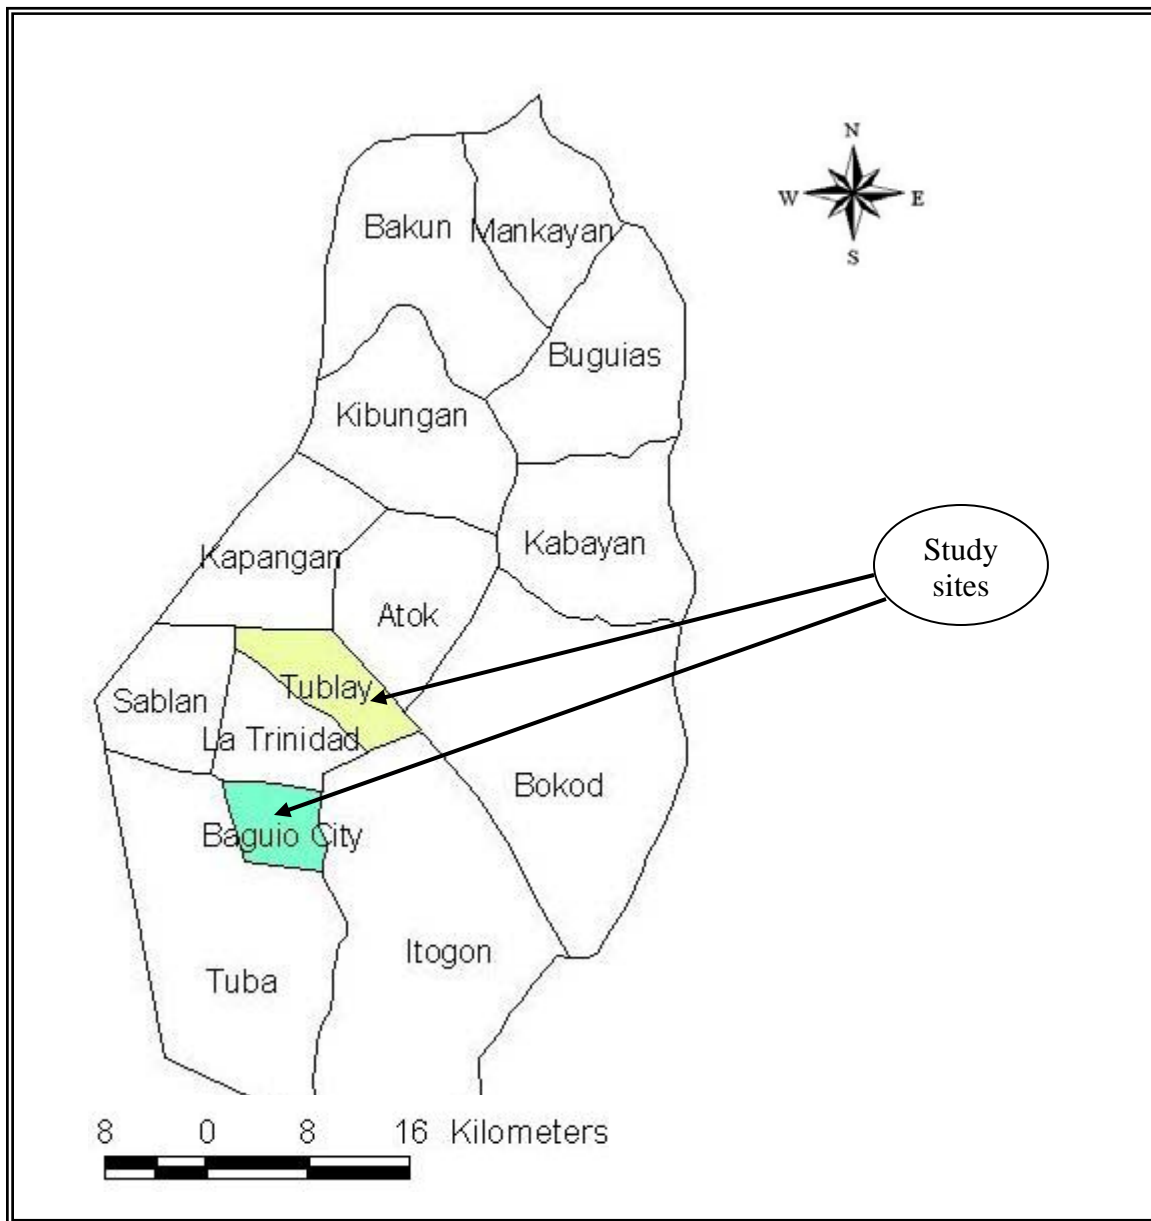 N
W E
S
Bakun
Mankayan
Buguias
Kibungan
Kapangan
Kabayan
Study
sites
Atok
Tublay
Sablan
La Trinidad
Bokod
Baguio City
Itogon
Tuba
8 0 8 16 Kilometers